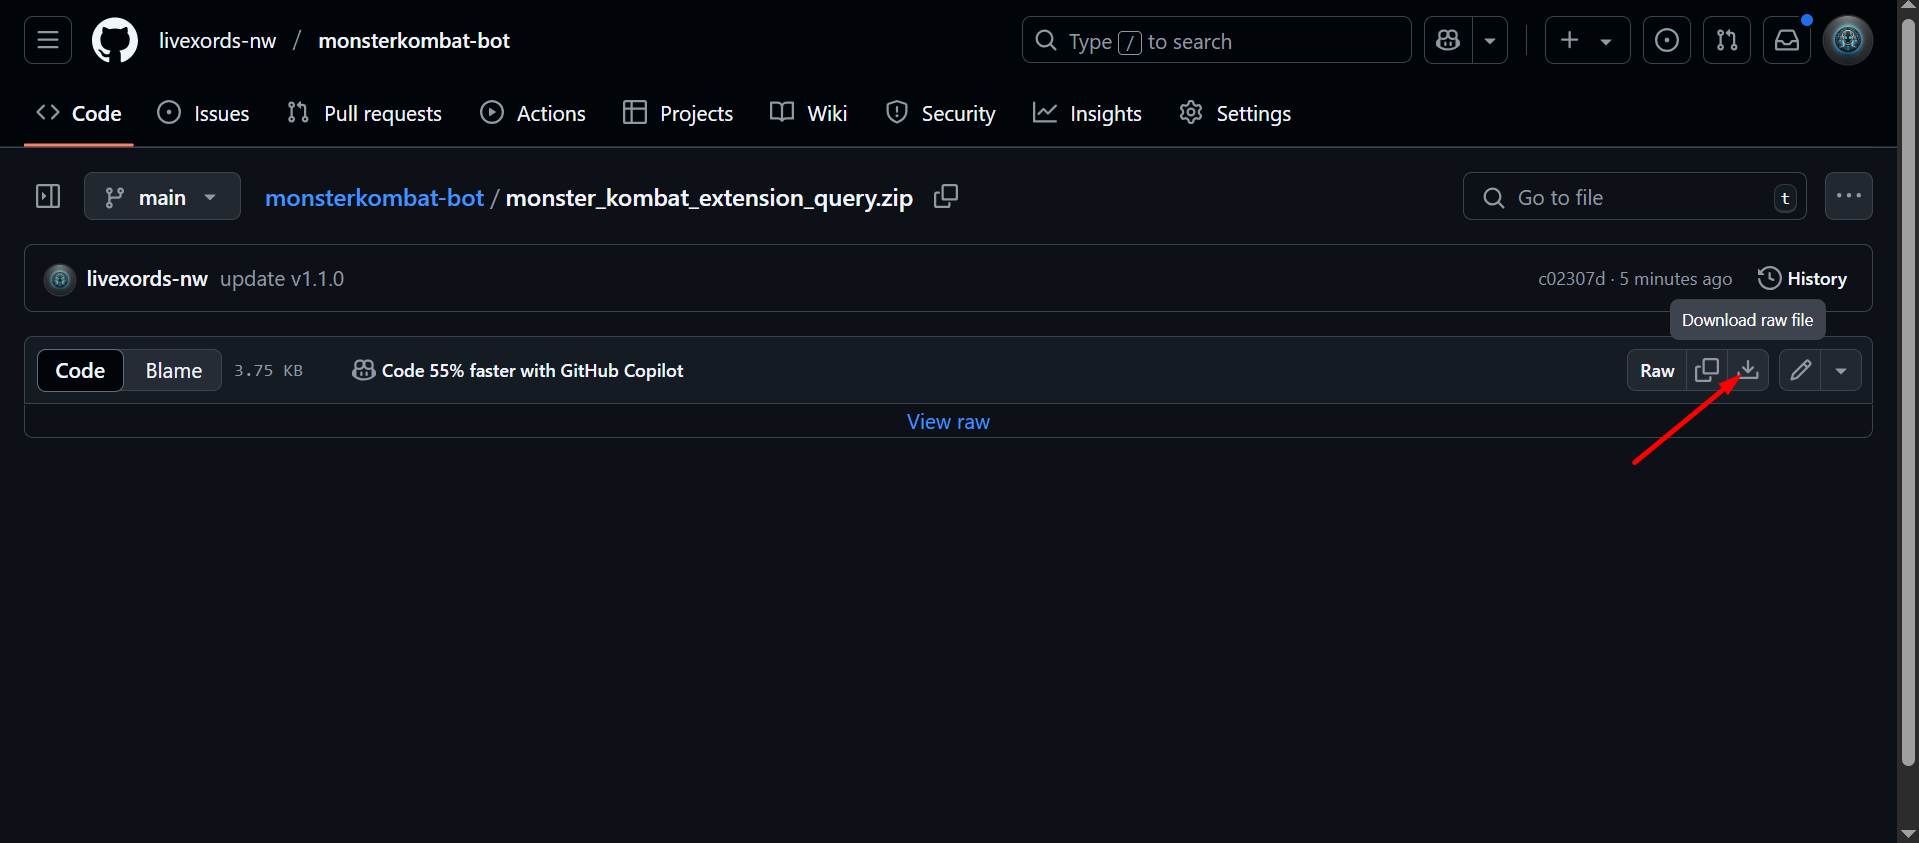 livexords-nw / monsterkombat-bot
Type / to search
Code Issues Pull requests Actions Projects Wiki Security Insights Settings
main
monsterkombat-bot / monster_kombat_extension_query.zip
Go to file t
livexords-nw update v1.1.0
c02307d · 5 minutes ago History
Download raw file
Code Blame 3.75 KB Code 55% faster with GitHub Copilot Raw
View raw